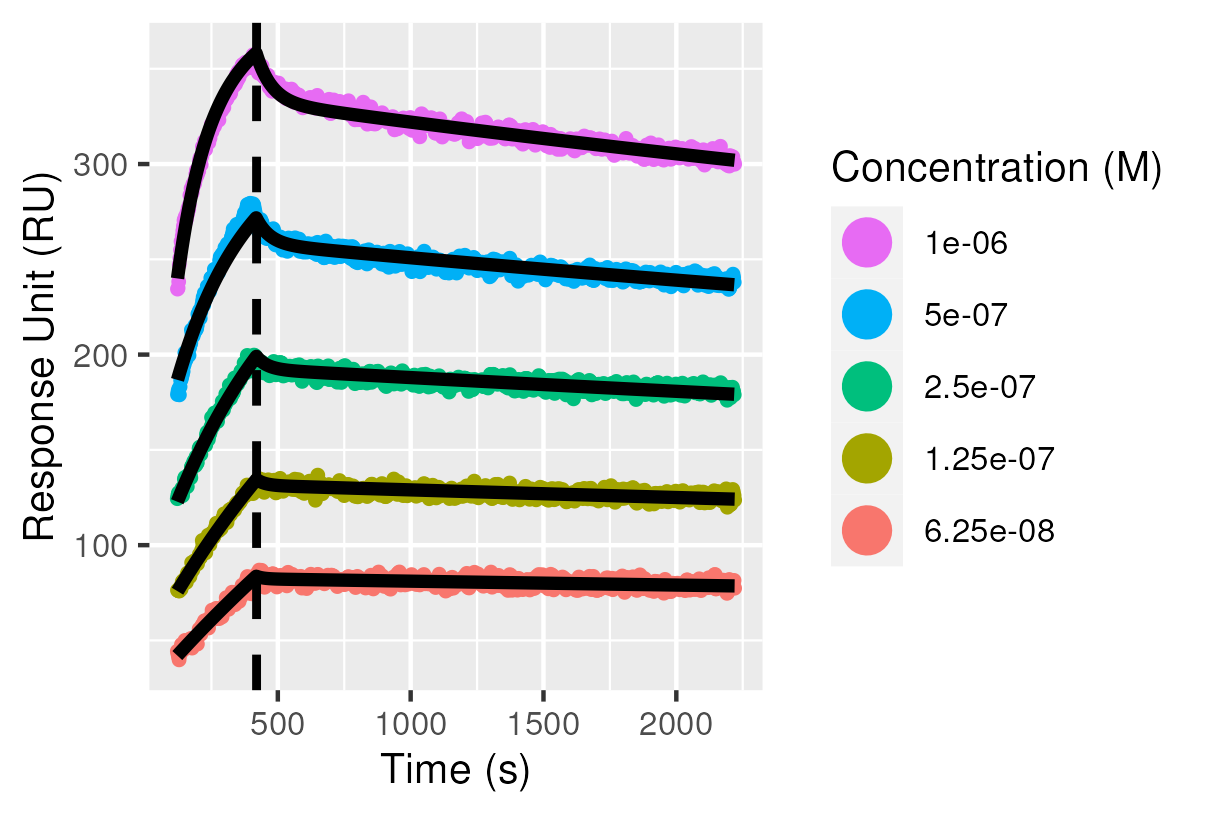 Response Unit (RU)
300
200
100
500 1000 1500 2000
Time (s)
Concentration (M)
1e-06
5e-07
2.5e-07
1.25e-07
6.25e-08